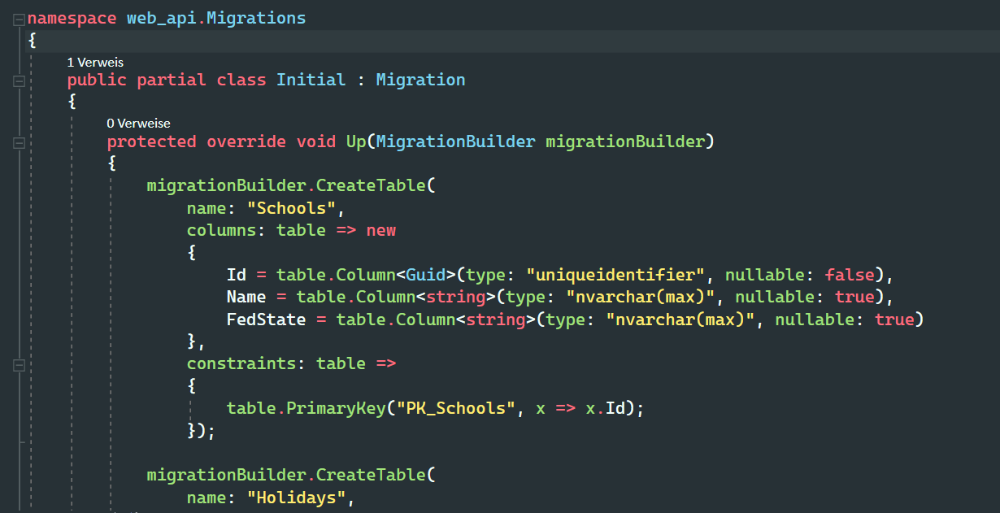 namespace web_api.Migrations
{
1 Verweis
public partial class Initial : Migration
{
0 Verweise
protected override void Up(MigrationBuilder migrationBuilder)
{
migrationBuilder.CreateTable(
name: "Schools",
columns: table => new
{
Id = table.Column<Guid>(type: "uniqueidentifier", nullable: false),
Name = table.Column<string>(type: "nvarchar(max)", nullable: true),
FedState = table.Column<string>(type: "nvarchar(max)", nullable: true)
},
constraints: table =>
{
table.PrimaryKey("PK_Schools", x => x.Id);
});
migrationBuilder.CreateTable(
name: "Holidays",